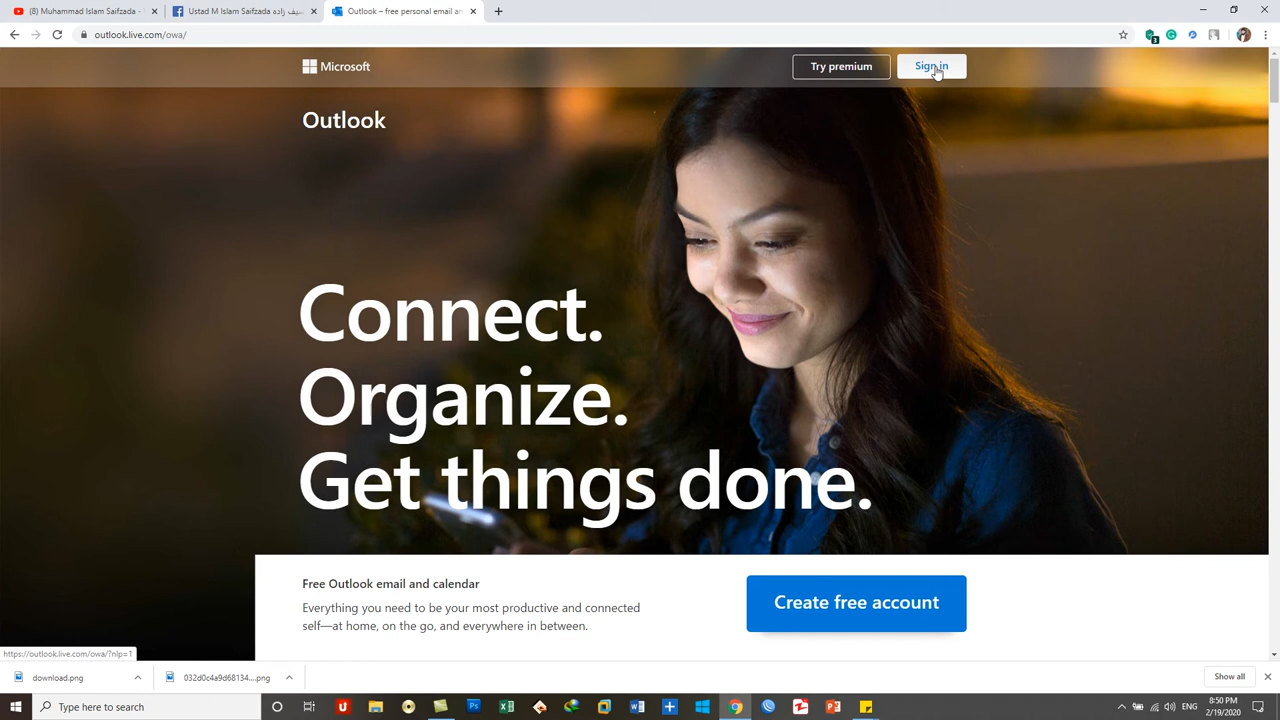 (8) Muhammad Islam Saifzada - Y
Ustad M Islam Saifzada سیف زاده
Outlook – free personal email an
outlook.live.com/owa/
3
Microsoft
Try premium
Sign in
Outlook
Connect.
Organize.
Get things done.
Free Outlook email and calendar
Everything you need to be your most productive and connected
self—at home, on the go, and everywhere in between.
Create free account
https://outlook.live.com/owa/?nlp=1
download.png
032d0c4a9d68134....png
Show all
Type here to search
ENG
8:50 PM
2/19/2020